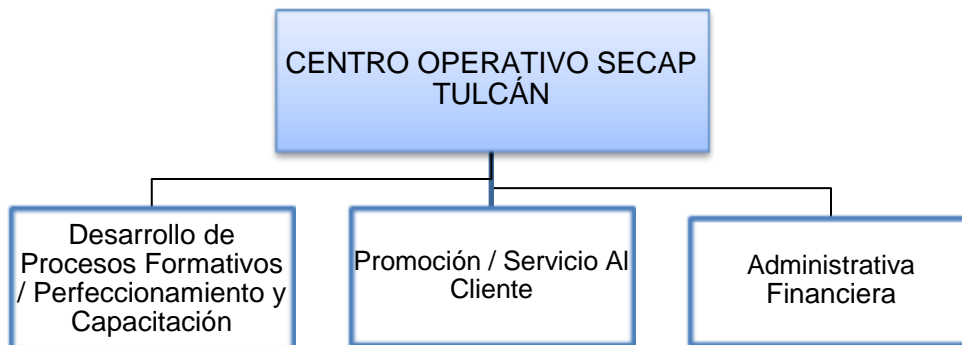 CENTRO OPERATIVO SECAP
TULCÁN
Desarrollo de
Procesos Formativos
/ Perfeccionamiento y
Capacitación
Promoción / Servicio Al
Cliente
Administrativa
Financiera